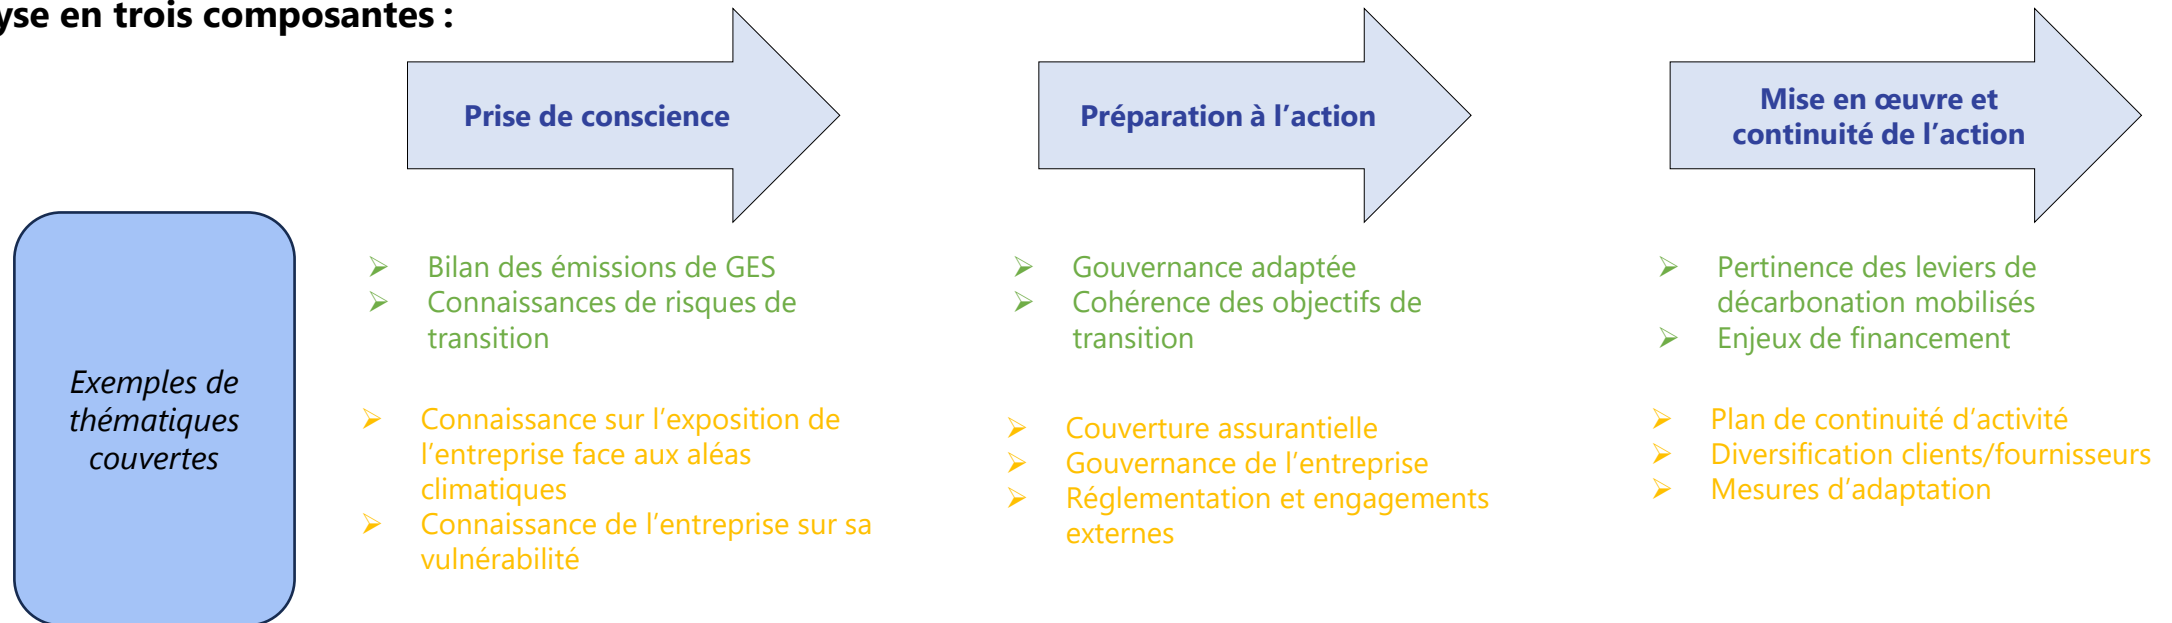 yse en trois composantes :
Prise de conscience
Préparation à l’action
Mise en œuvre et
continuité de l’action
Exemples de
thématiques
couvertes
➢ Bilan des émissions de GES
➢ Connaissances de risques de
transition
➢ Connaissance sur l’exposition de
l’entreprise face aux aléas
climatiques
➢ Connaissance de l’entreprise sur sa
vulnérabilité
➢ Gouvernance adaptée
➢ Cohérence des objectifs de
transition
➢ Couverture assurantielle
➢ Gouvernance de l’entreprise
➢ Réglementation et engagements
externes
➢ Pertinence des leviers de
décarbonation mobilisés
➢ Enjeux de financement
➢ Plan de continuité d’activité
➢ Diversification clients/fournisseurs
➢ Mesures d’adaptation